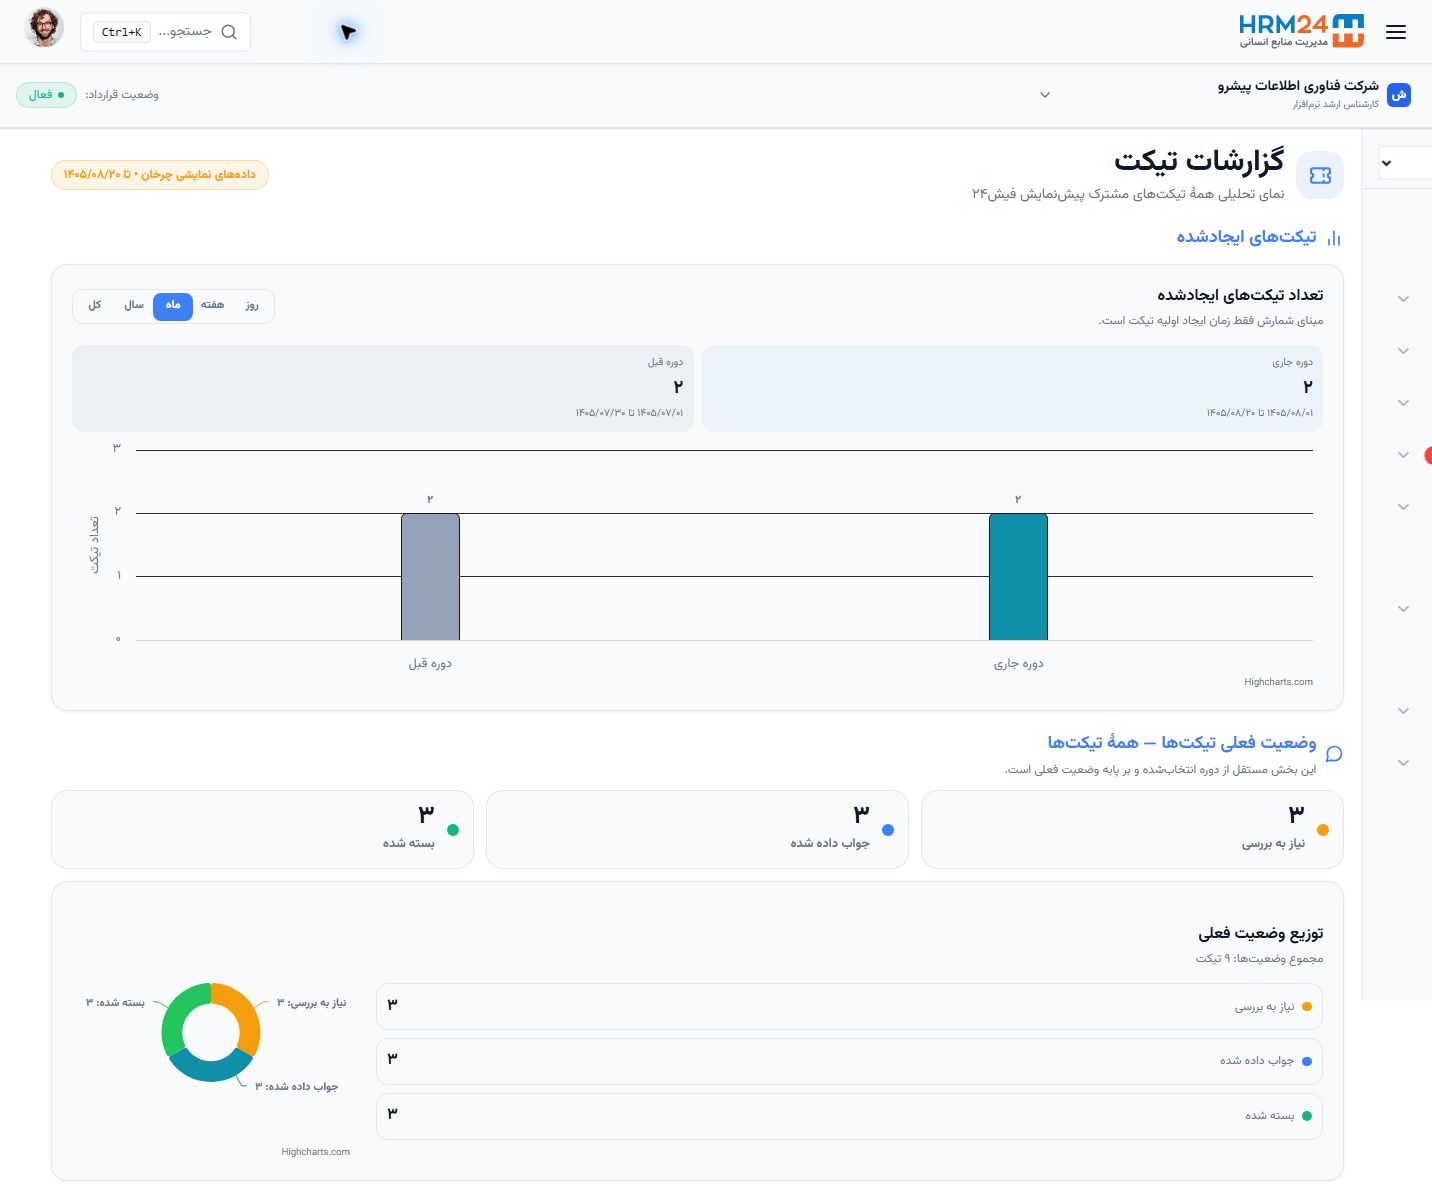 HRM24
مدیریت منابع انسانی
جستجو...
Ctrl+K
ش
شرکت فناوری اطلاعات پیشرو
کارشناس ارشد نرم‌افزار
وضعیت قرارداد:
فعال
گزارشات تیکت
نمای تحلیلی همهٔ تیکت‌های مشترک پیش‌نمایش فیش۲۴
داده‌های نمایشی چرخان • تا ۱۴۰۵/۰۸/۲۰
تیکت‌های ایجادشده
تعداد تیکت‌های ایجادشده
مبنای شمارش فقط زمان ایجاد اولیه تیکت است.
روز
هفته
ماه
سال
کل
دوره جاری
۲
۱۴۰۵/۰۸/۰۱ تا ۱۴۰۵/۰۸/۲۰
دوره قبل
۲
۱۴۰۵/۰۷/۰۱ تا ۱۴۰۵/۰۷/۳۰
تعداد تیکت
۳
۲
۱
۰
۲
۲
دوره جاری
دوره قبل
Highcharts.com
وضعیت فعلی تیکت‌ها — همهٔ تیکت‌ها
این بخش مستقل از دوره انتخاب‌شده و بر پایه وضعیت فعلی است.
۳
نیاز به بررسی
۳
جواب داده شده
۳
بسته شده
توزیع وضعیت فعلی
مجموع وضعیت‌ها: ۹ تیکت
نیاز به بررسی
۳
جواب داده شده
۳
بسته شده
۳
نیاز به بررسی: ۳
بسته شده: ۳
جواب داده شده: ۳
Highcharts.com